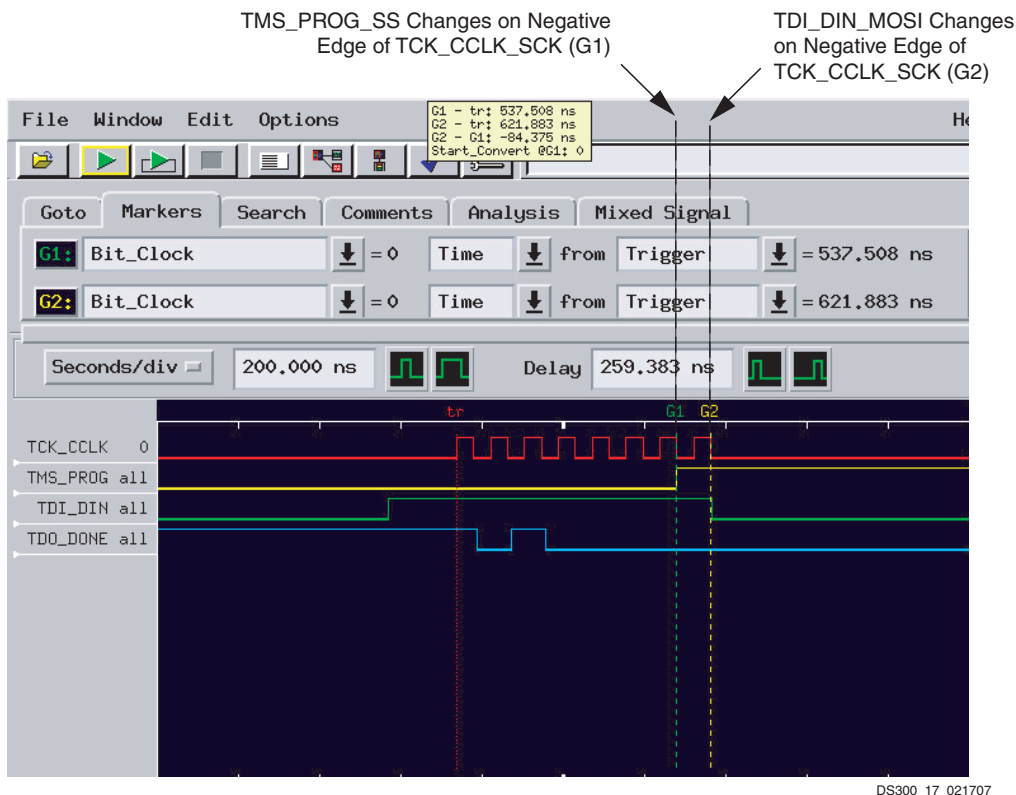 TMS_PROG_SS Changes on Negative
Edge of TCK_CCLK_SCK (G1)
TDI_DIN_MOSI Changes
on Negative Edge of
TCK_CCLK_SCK (G2)
File Window Edit Options He
G1 - tr: 537.508 ns
G2 - tr: 621.883 ns
G2 - G1: -84.375 ns
Start_Convert @G1: 0
Goto Markers Search Comments Analysis Mixed Signal
G1: Bit_Clock = 0 Time from Trigger = 537.508 ns
G2: Bit_Clock = 0 Time from Trigger = 621.883 ns
Seconds/div 200.000 ns Delay 259.383 ns
tr G1 G2
TCK_CCLK 0
TMS_PROG all
TDI_DIN all
TDO_DONE all
DS300_17_021707